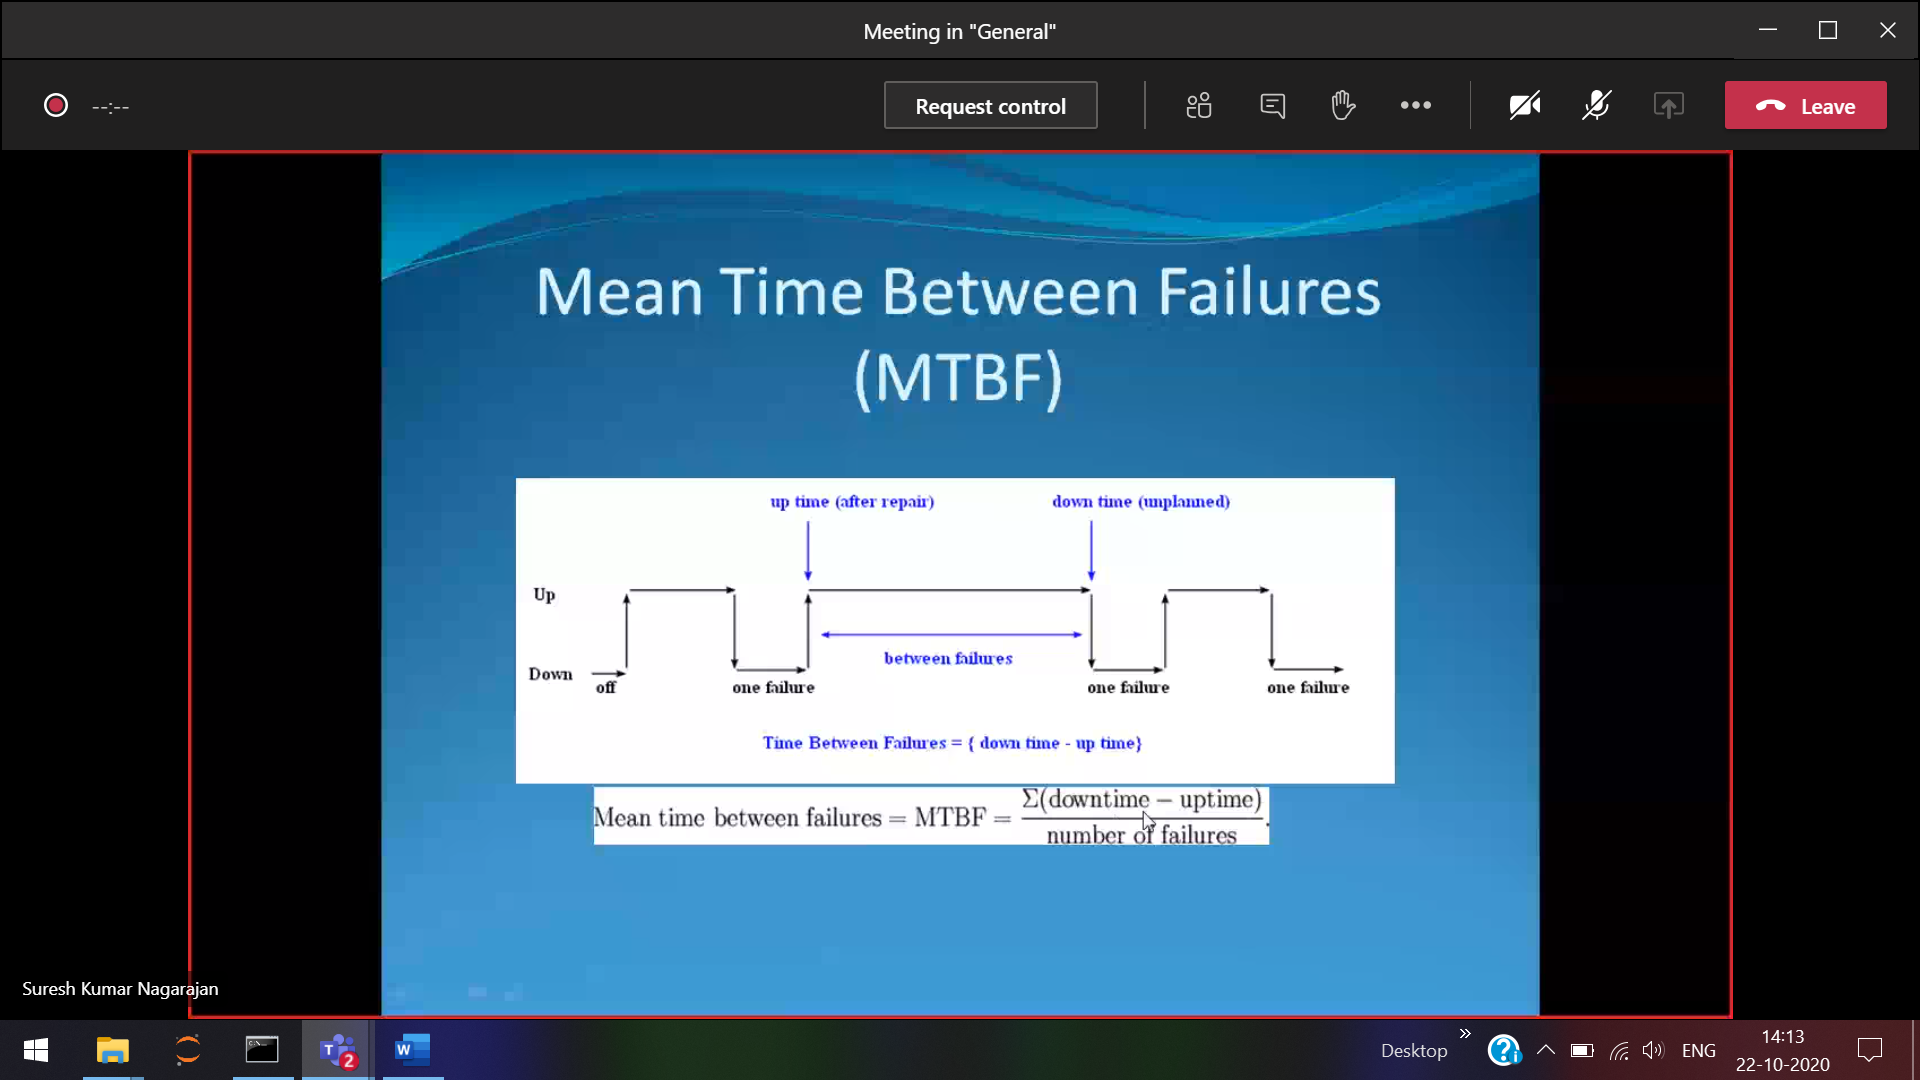 Meeting in "General"
--:--
Request control
Leave
Mean Time Between Failures
(MTBF)
up time (after repair)
down time (unplanned)
Up
between failures
Down
off
one failure
one failure
one failure
Time Between Failures = { down time - up time}
Mean time between failures = MTBF = Σ(downtime − uptime)
number of failures
.
Suresh Kumar Nagarajan
T
2
W
Desktop
»
?
i
ENG
14:13
22-10-2020